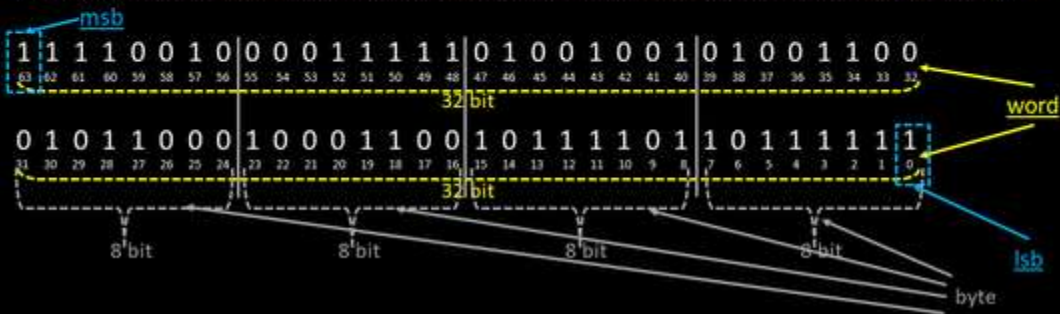 msb
1 1 1 1 0 0 1 0 0 0 0 1 1 1 1 1 0 1 0 0 1 0 0 1 0 1 0 0 1 1 0 0
63 62 61 60 59 58 57 56 55 54 53 52 51 50 49 48 47 46 45 44 43 42 41 40 39 38 37 36 35 34 33 32
32 bit
word
0 1 0 1 1 0 0 0 1 0 0 0 1 1 0 0 1 0 1 1 1 1 0 1 1 0 1 1 1 1 1 1
31 30 29 28 27 26 25 24 23 22 21 20 19 18 17 16 15 14 13 12 11 10 9 8 7 6 5 4 3 2 1 0
32 bit
8 bit 8 bit 8 bit 8 bit
lsb
byte